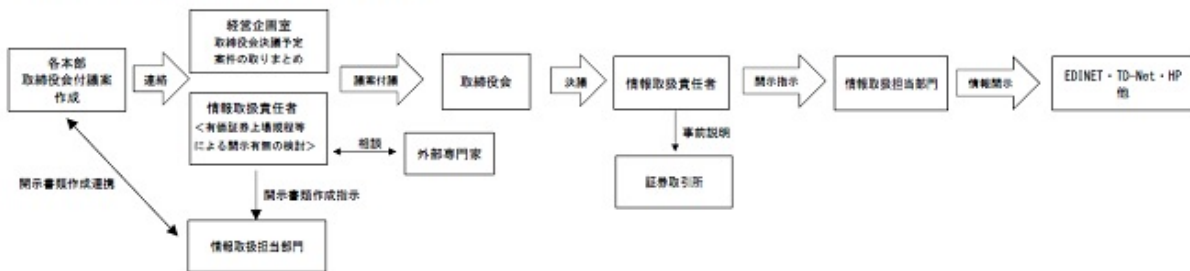 各本部
取締役会付議案
作成
連絡
経営企画室
取締役会決議予定
案件の取りまとめ
情報取扱責任者
<有価証券上場規程等
による開示有無の検討>
議案付議
取締役会
決議
情報取扱責任者
開示指示
情報取扱担当部門
情報開示
EDINET・TD-Net・HP
他
相談
外部専門家
事前説明
証券取引所
開示書類作成連携
開示書類作成指示
情報取扱担当部門